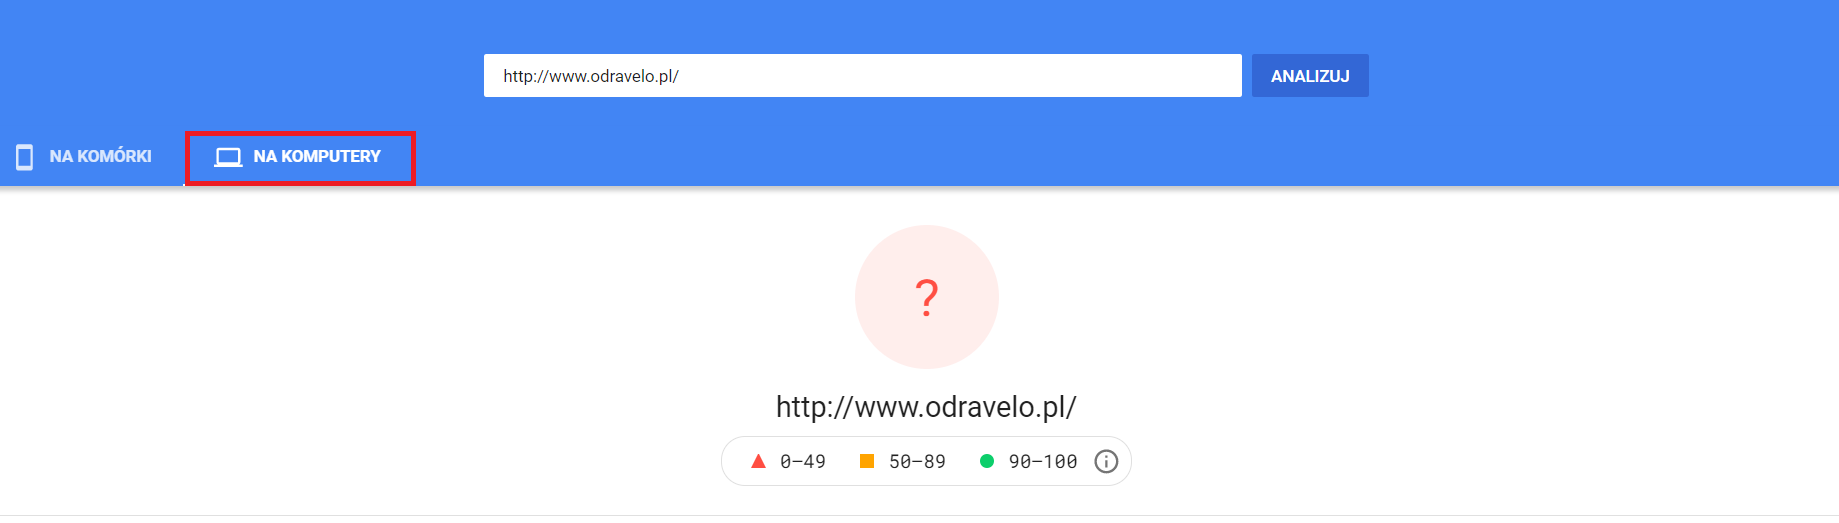 http://www.odravelo.pl/
ANALIZUJ
NA KOMÓRKI
NA KOMPUTERY
?
http://www.odravelo.pl/
0–49 50–89 90–100